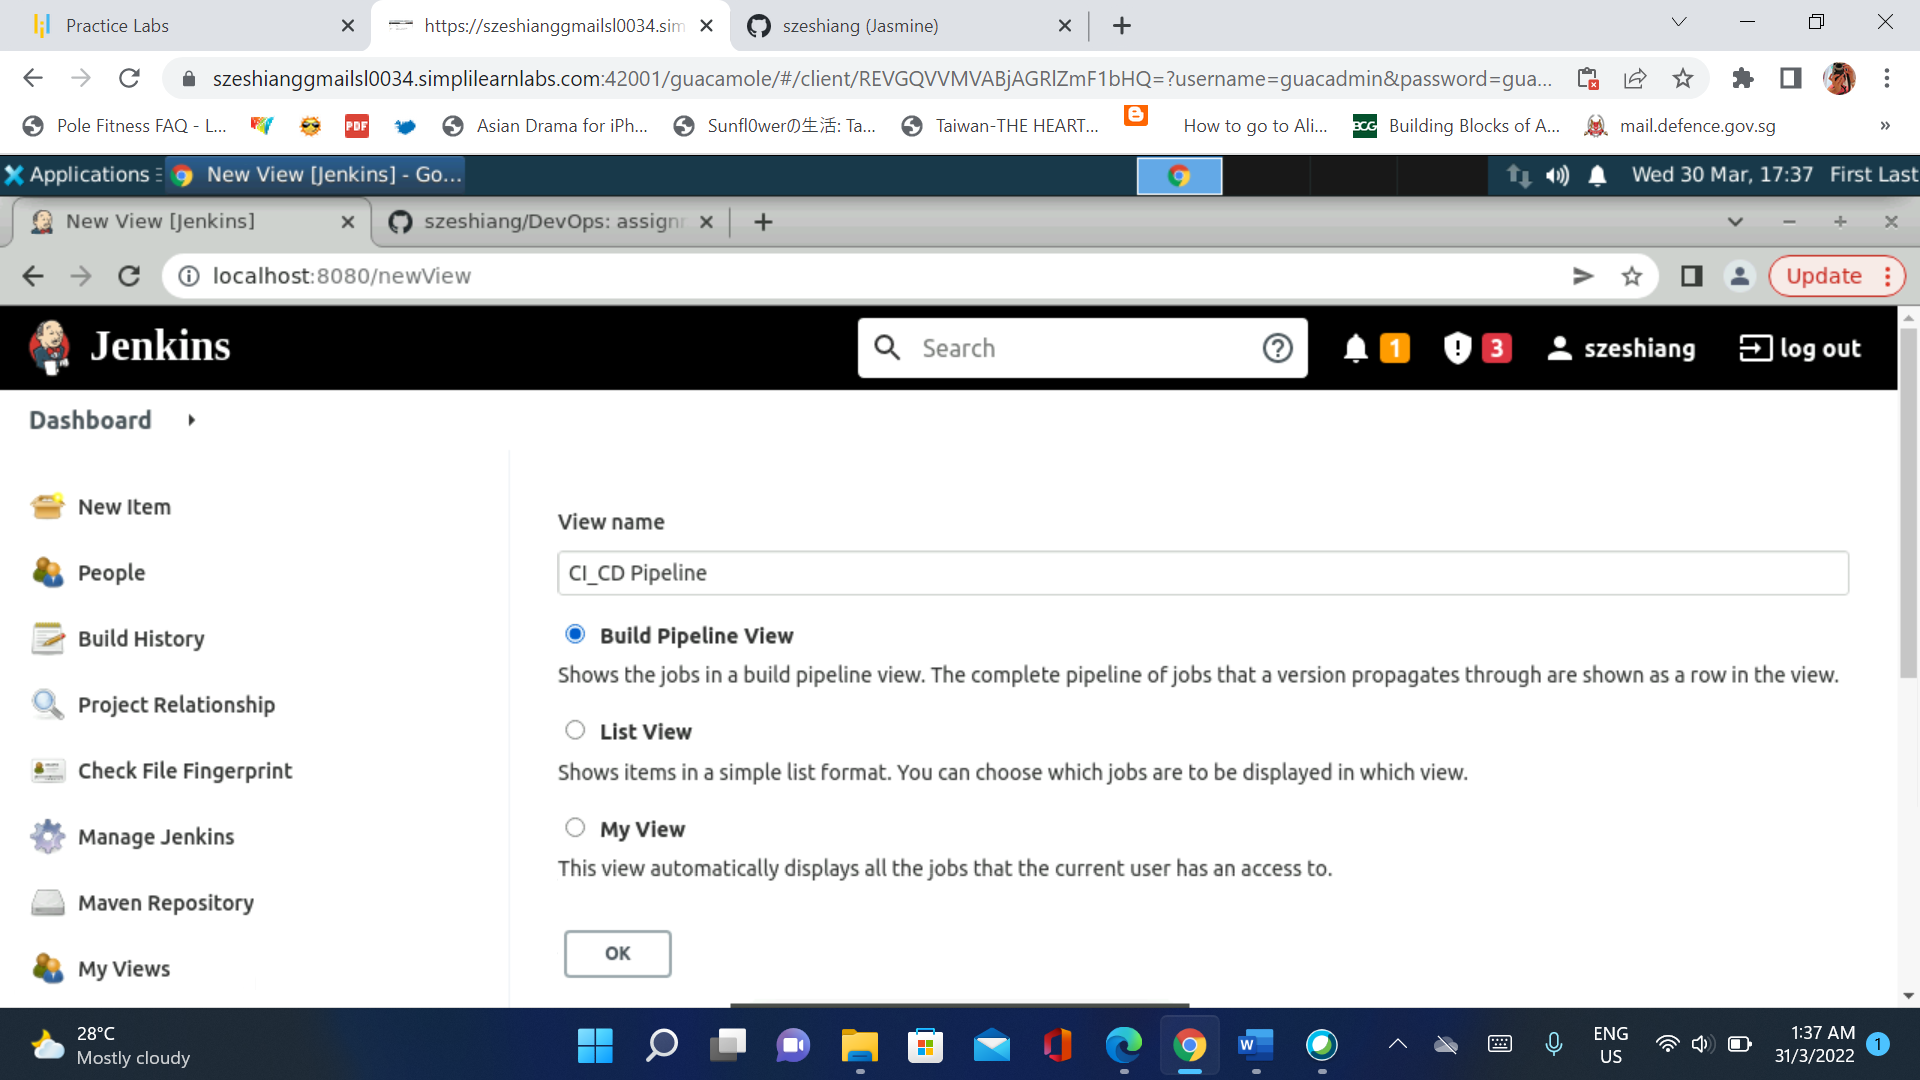 Practice Labs
https://szeshianggmailsl0034.sim
szeshiang (Jasmine)
szeshianggmailsl0034.simplilearnlabs.com:42001/guacamole/#/client/REVGQVVMVABjAGRlZmF1bHQ=?username=guacadmin&password=gua...
Pole Fitness FAQ - L...
PDF
Asian Drama for iPh...
Sunfl0werの生活: Ta...
Taiwan-THE HEART...
How to go to Ali...
BCG
Building Blocks of A...
mail.defence.gov.sg
»
Applications
New View [Jenkins] - Go...
Wed 30 Mar, 17:37
First Last
New View [Jenkins]
szeshiang/DevOps: assignr
localhost:8080/newView
Update
Jenkins
Search
1
3
szeshiang
log out
Dashboard
New Item
People
Build History
Project Relationship
Check File Fingerprint
Manage Jenkins
Maven Repository
My Views
View name
CI_CD Pipeline
Build Pipeline View
Shows the jobs in a build pipeline view. The complete pipeline of jobs that a version propagates through are shown as a row in the view.
List View
Shows items in a simple list format. You can choose which jobs are to be displayed in which view.
My View
This view automatically displays all the jobs that the current user has an access to.
OK
28°C
Mostly cloudy
W
ENG
US
1:37 AM
31/3/2022
1